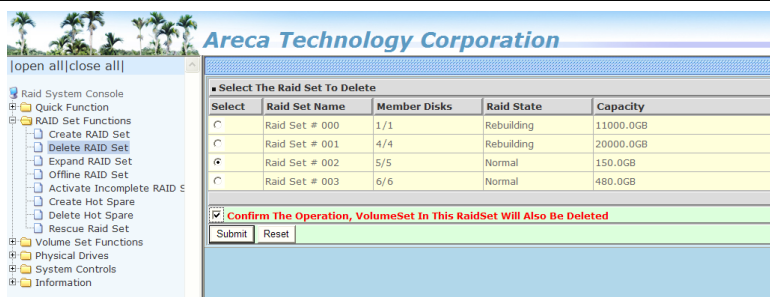 Areca Technology Corporation
|open all|close all|
Raid System Console
Quick Function
RAID Set Functions
Create RAID Set
Delete RAID Set
Expand RAID Set
Offline RAID Set
Activate Incomplete RAID S
Create Hot Spare
Delete Hot Spare
Rescue Raid Set
Volume Set Functions
Physical Drives
System Controls
Information
Select The Raid Set To Delete
Select Raid Set Name Member Disks Raid State Capacity
Raid Set # 000 1/1 Rebuilding 11000.0GB
Raid Set # 001 4/4 Rebuilding 20000.0GB
Raid Set # 002 5/5 Normal 150.0GB
Raid Set # 003 6/6 Normal 480.0GB
Confirm The Operation, VolumeSet In This RaidSet Will Also Be Deleted
Submit Reset